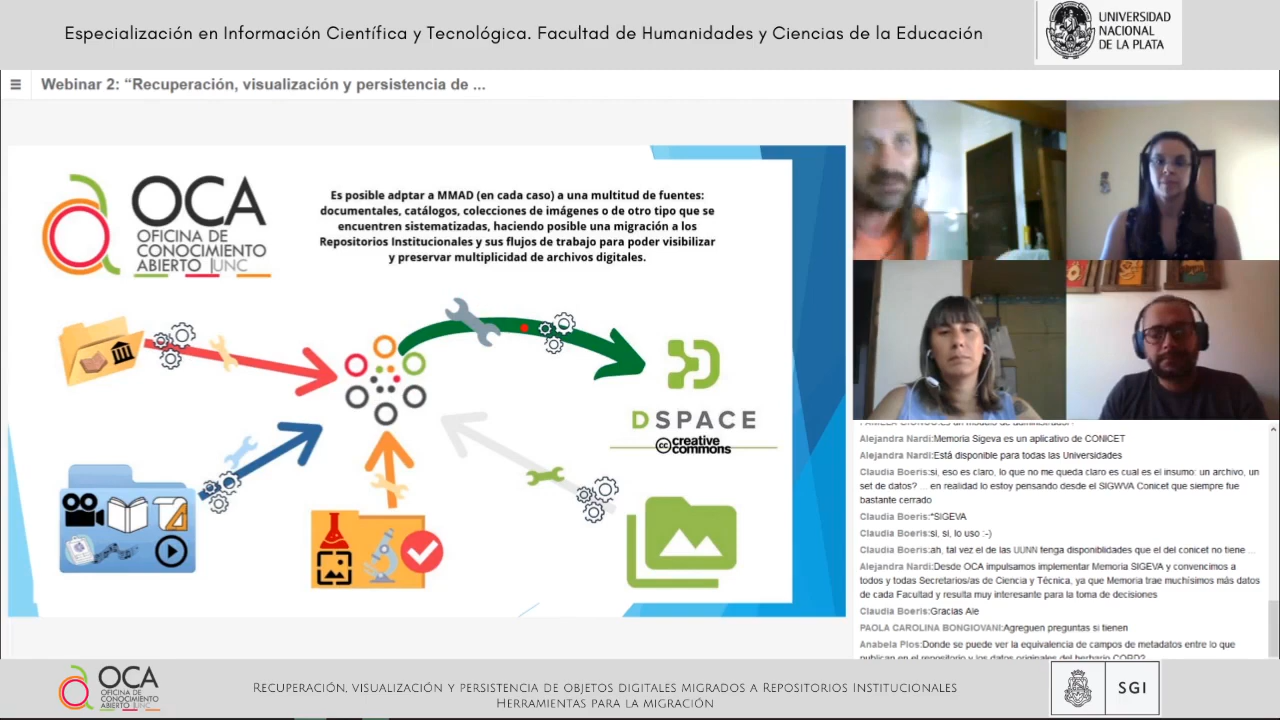 Especialización en Información Científica y Tecnológica. Facultad de Humanidades y Ciencias de la Educación
UNIVERSIDAD
NACIONAL
DE LA PLATA
Webinar 2: “Recuperación, visualización y persistencia de ...
OCA
OFICINA DE
CONOCIMIENTO
ABIERTO UNC
Es posible adptar a MMAD (en cada caso) a una multitud de fuentes:
documentales, catálogos, colecciones de imágenes o de otro tipo que se
encuentren sistematizadas, haciendo posible una migración a los
Repositorios Institucionales y sus flujos de trabajo para poder visibilizar
y preservar multiplicidad de archivos digitales.
DSPACE
cc creative
commons
Alejandra Nardi:Memoria Sigeva es un aplicativo de CONICET
Alejandra Nardi:Está disponible para todas las Universidades
Claudia Boeris:si, eso es claro, lo que no me queda claro es cual es el insumo: un archivo, un
set de datos? ... en realidad lo estoy pensando desde el SIGWVA Conicet que siempre fue
bastante cerrado
Claudia Boeris:*SIGEVA
Claudia Boeris:si, si, lo uso :-)
Claudia Boeris:ah, tal vez el de las UUNN tenga disponiblidades que el del conicet no tiene ...
Alejandra Nardi:Desde OCA impulsamos implementar Memoria SIGEVA y convencimos a
todos y todas Secretarios/as de Ciencia y Técnica, ya que Memoria trae muchísimos más datos
de cada Facultad y resulta muy interesante para la toma de decisiones
Claudia Boeris:Gracias Ale
PAOLA CAROLINA BONGIOVANI:Agreguen preguntas si tienen
Anabela Plos:Donde se puede ver la equivalencia de campos de metadatos entre lo que
publican en el repositorio y los datos originales del herbario CORD?
OCA
OFICINA DE
CONOCIMIENTO
ABIERTO UNC
RECUPERACIÓN, VISUALIZACIÓN Y PERSISTENCIA DE OBJETOS DIGITALES MIGRADOS A REPOSITORIOS INSTITUCIONALES
HERRAMIENTAS PARA LA MIGRACIÓN
SGI